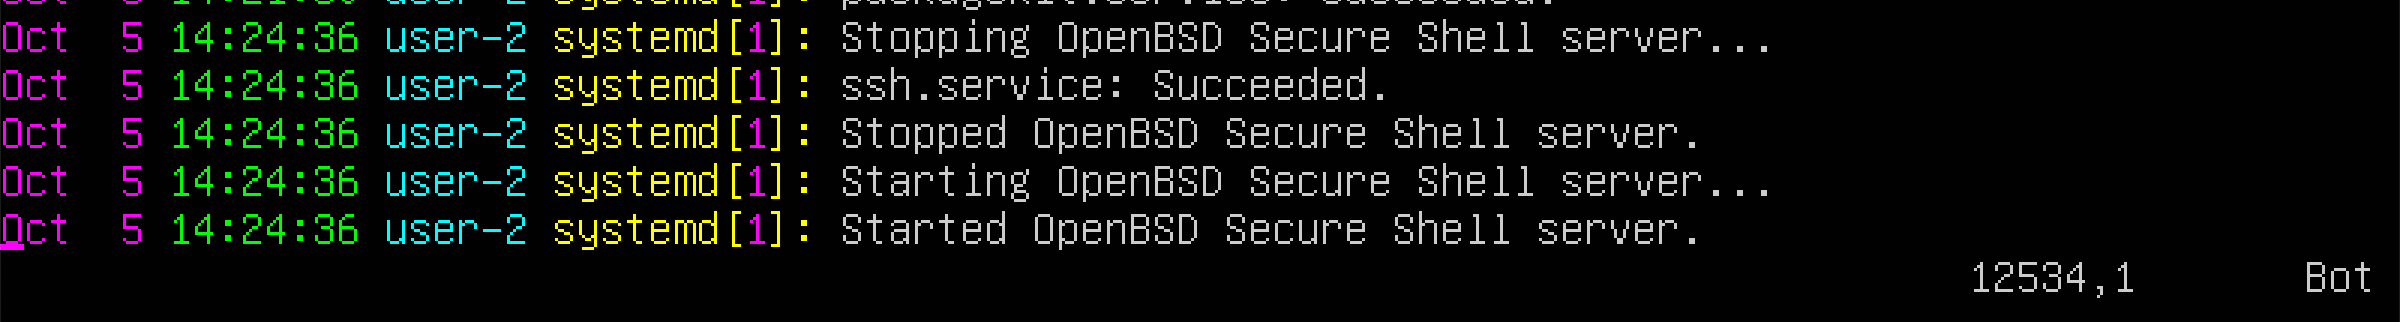 Oct  5 14:24:36 user-2 systemd[1]: Stopping OpenBSD Secure Shell server...
Oct  5 14:24:36 user-2 systemd[1]: ssh.service: Succeeded.
Oct  5 14:24:36 user-2 systemd[1]: Stopped OpenBSD Secure Shell server.
Oct  5 14:24:36 user-2 systemd[1]: Starting OpenBSD Secure Shell server...
Oct  5 14:24:36 user-2 systemd[1]: Started OpenBSD Secure Shell server.
12534,1 Bot